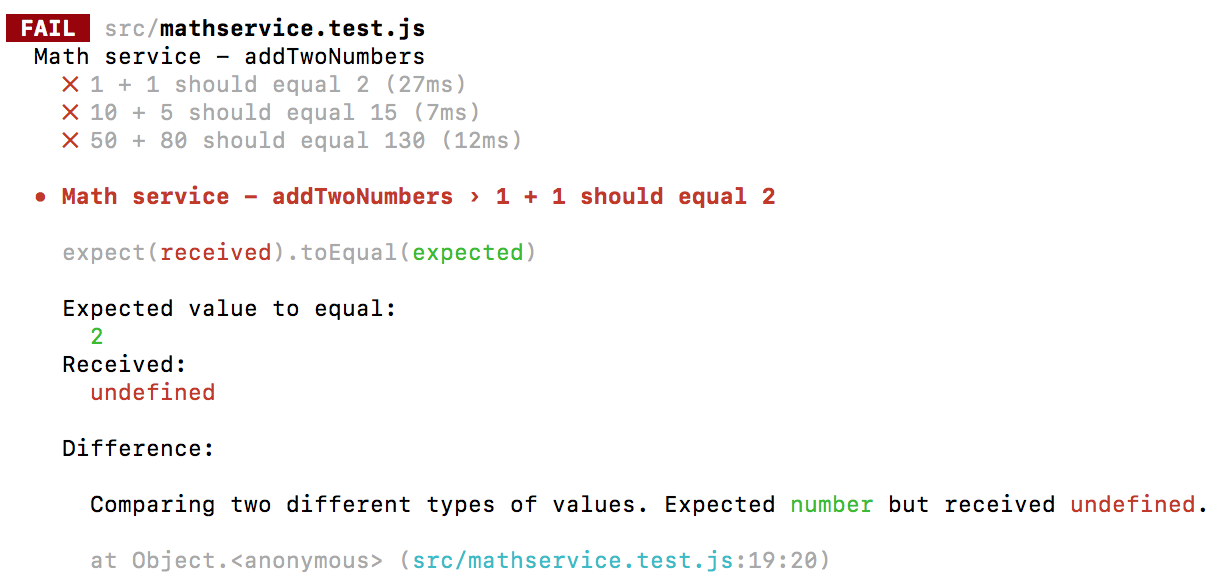 FAIL src/mathservice.test.js
Math service – addTwoNumbers
✕ 1 + 1 should equal 2 (27ms)
✕ 10 + 5 should equal 15 (7ms)
✕ 50 + 80 should equal 130 (12ms)
● Math service – addTwoNumbers › 1 + 1 should equal 2
expect(received).toEqual(expected)
Expected value to equal:
2
Received:
undefined
Difference:
Comparing two different types of values. Expected number but received undefined.
at Object.<anonymous> (src/mathservice.test.js:19:20)